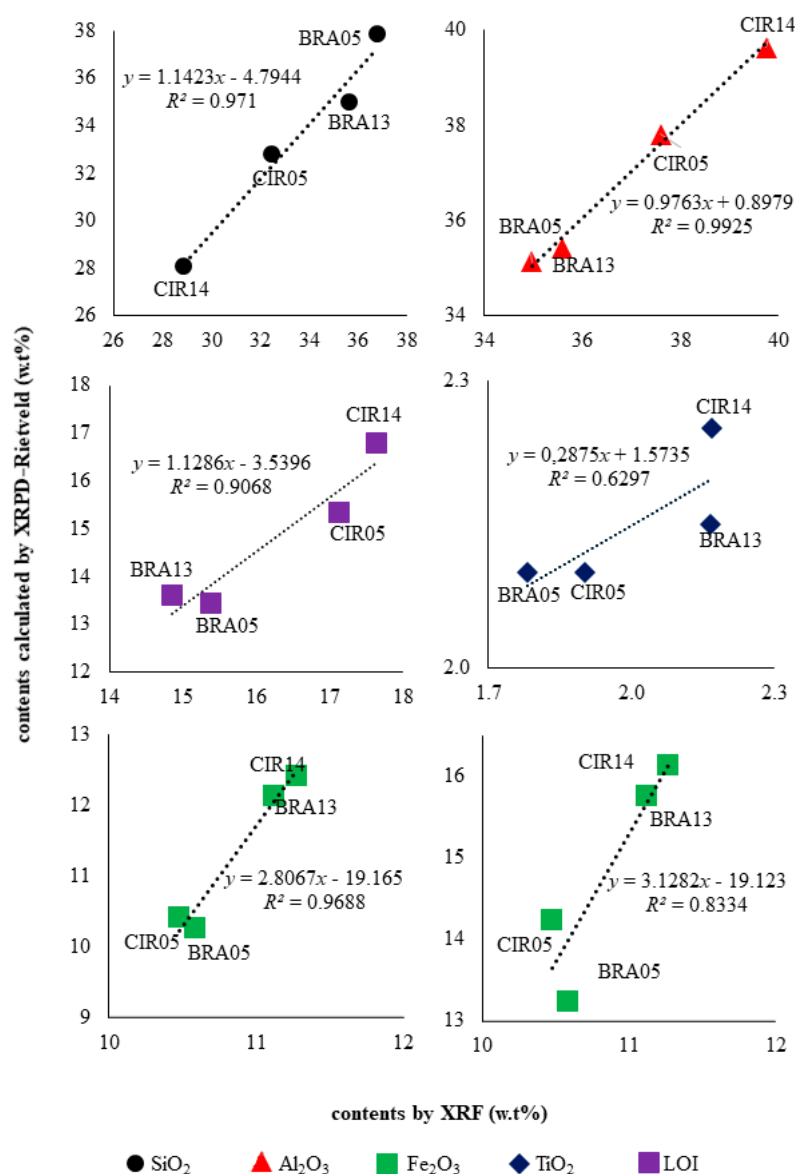 contents calculated by XRPD-Rietveld (w.t%)
38
36
34
32
30
28
26
26
28
30
32
34
36
38
BRA05
y = 1.1423x - 4.7944
R² = 0.971
BRA13
CIR05
CIR14
40
38
36
34
34
36
38
40
CIR14
CIR05
y = 0.9763x + 0.8979
R² = 0.9925
BRA05
BRA13
18
17
16
15
14
13
12
14
15
16
17
18
CIR14
y = 1.1286x - 3.5396
R² = 0.9068
CIR05
BRA13
BRA05
2.3
2.0
1.7
2.0
2.3
CIR14
y = 0,2875x + 1.5735
R² = 0.6297
BRA13
BRA05
CIR05
13
12
11
10
9
10
11
12
CIR14
BRA13
y = 2.8067x - 19.165
R² = 0.9688
CIR05
BRA05
16
15
14
13
10
11
12
CIR14
BRA13
y = 3.1282x - 19.123
R² = 0.8334
CIR05
BRA05
contents by XRF (w.t%)
SiO₂ Al₂O₃ Fe₂O₃ TiO₂ LOI